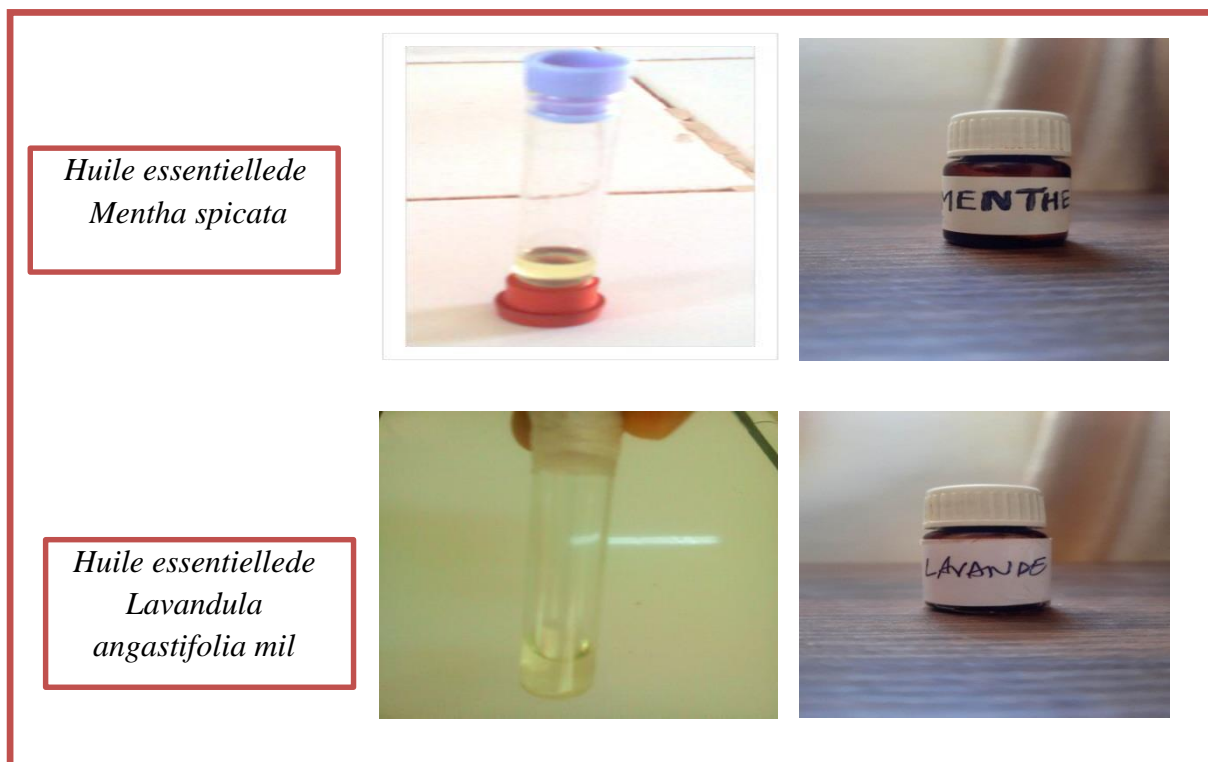 Huile essentiellede
Mentha spicata
MENTHE
Huile essentiellede
Lavandula
angastifolia mil
LAVANDE